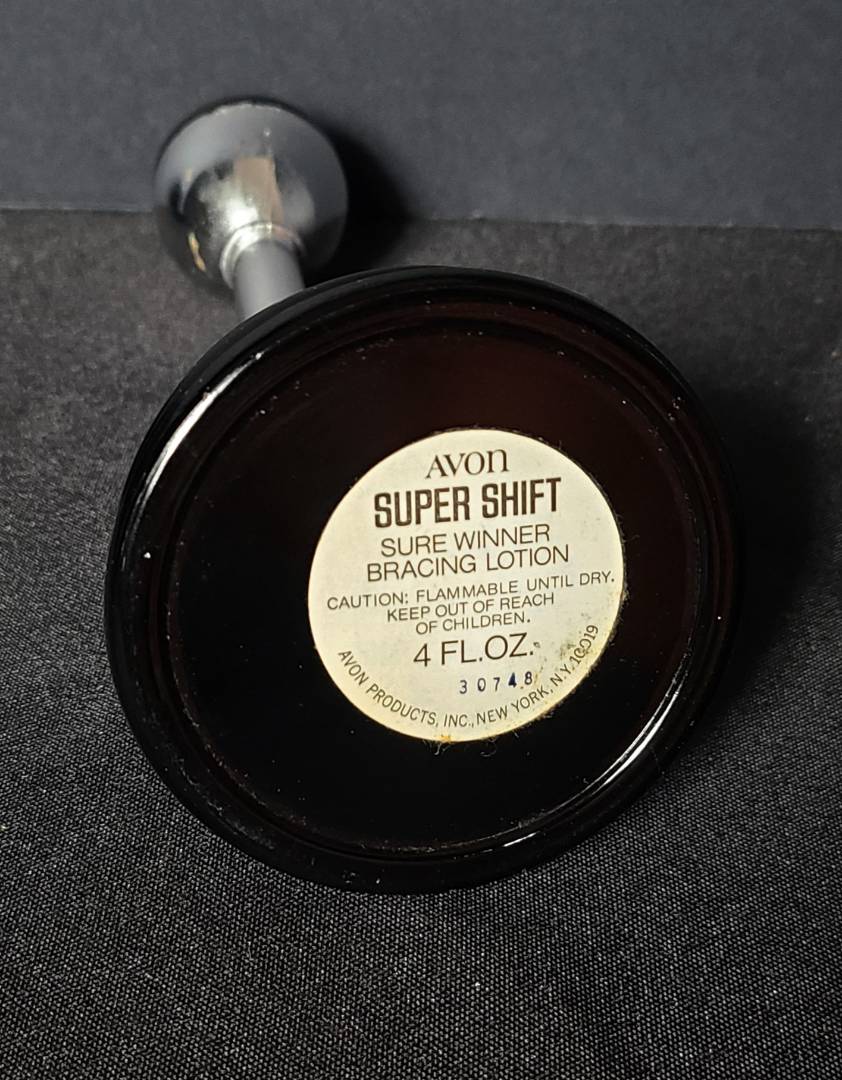 AVON
SUPER SHIFT
SURE WINNER
BRACING LOTION
CAUTION: FLAMMABLE UNTIL DRY.
KEEP OUT OF REACH
OF CHILDREN.
4 FL.OZ.
30748
AVON PRODUCTS, INC., NEW YORK, N.Y. 10019